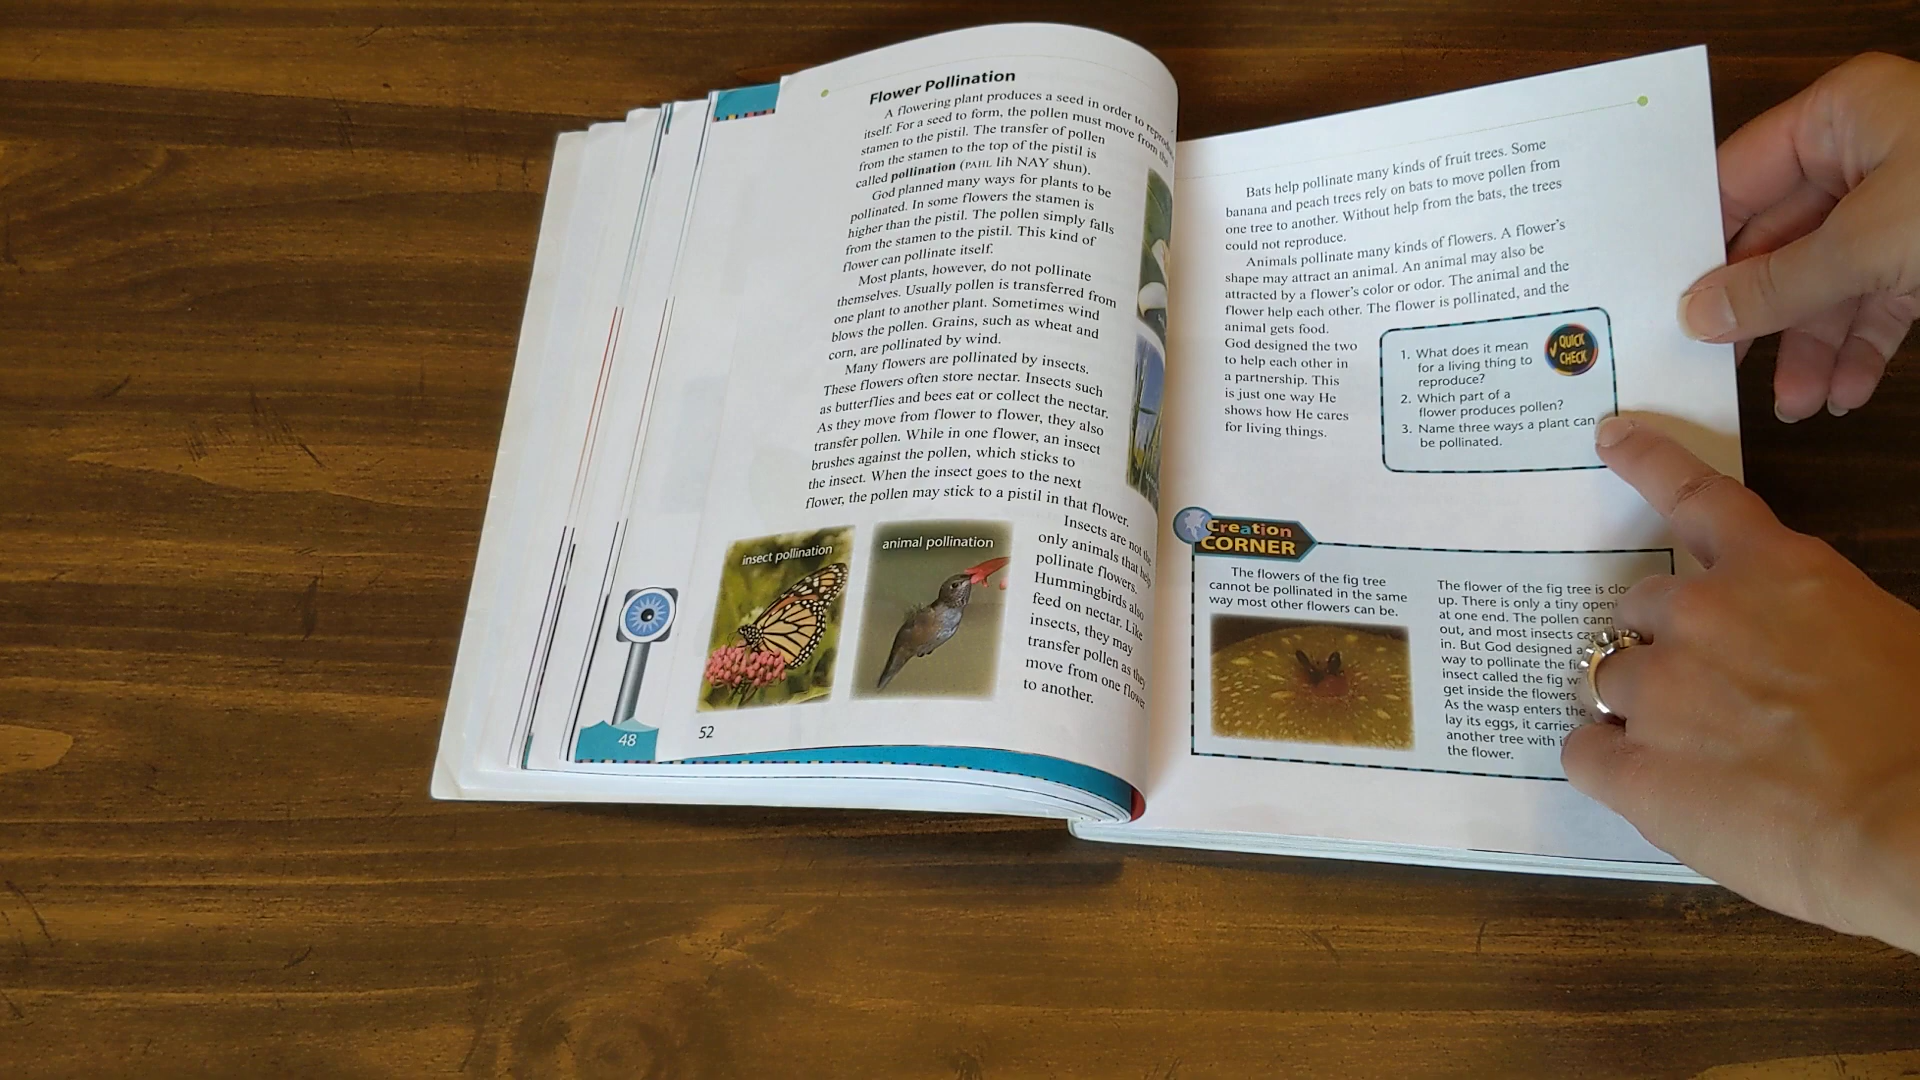 Flower Pollination
A flowering plant produces a seed in order to reproduce
itself. For a seed to form, the pollen must move from the
stamen to the pistil. The transfer of pollen
from the stamen to the top of the pistil is
called pollination (PAHL lih NAY shun).
God planned many ways for plants to be
pollinated. In some flowers the stamen is
higher than the pistil. The pollen simply falls
from the stamen to the pistil. This kind of
flower can pollinate itself.
Most plants, however, do not pollinate
themselves. Usually pollen is transferred from
one plant to another plant. Sometimes wind
blows the pollen. Grains, such as wheat and
corn, are pollinated by wind.
Many flowers are pollinated by insects.
These flowers often store nectar. Insects such
as butterflies and bees eat or collect the nectar.
As they move from flower to flower, they also
transfer pollen. While in one flower, an insect
brushes against the pollen, which sticks to
the insect. When the insect goes to the next
flower, the pollen may stick to a pistil in that flower.
Insects are not the
only animals that help
pollinate flowers.
Hummingbirds also
feed on nectar. Like
insects, they may
transfer pollen as they
move from one flower
to another.
insect pollination
animal pollination
48
52
Bats help pollinate many kinds of fruit trees. Some
banana and peach trees rely on bats to move pollen from
one tree to another. Without help from the bats, the trees
could not reproduce.
Animals pollinate many kinds of flowers. A flower's
shape may attract an animal. An animal may also be
attracted by a flower's color or odor. The animal and the
flower help each other. The flower is pollinated, and the
animal gets food.
God designed the two
to help each other in
a partnership. This
is just one way He
shows how He cares
for living things.
QUICK
CHECK
1. What does it mean
for a living thing to
reproduce?
2. Which part of a
flower produces pollen?
3. Name three ways a plant can
be pollinated.
Creation
CORNER
The flowers of the fig tree
cannot be pollinated in the same
way most other flowers can be.
The flower of the fig tree is
up. There is only a tiny
at one end. The pollen
out, and most insects
in. But God designed a
way to pollinate the
insect called the fig
get inside the flowers
As the wasp enters the
lay its eggs, it carries
another tree with
the flower.